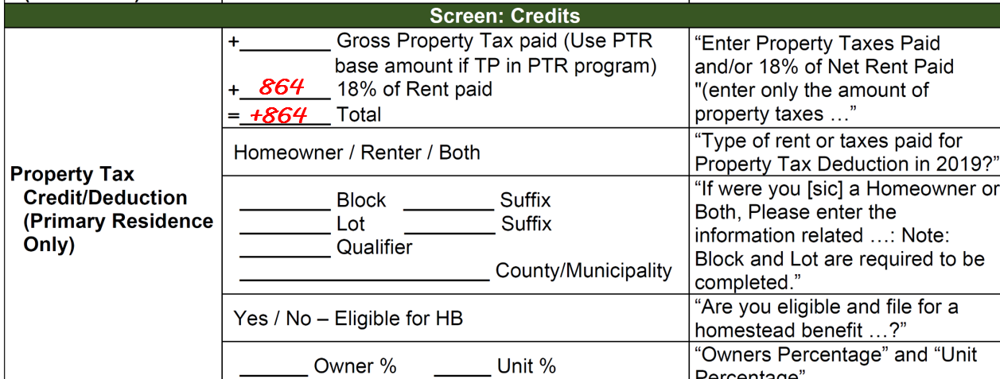 Screen: Credits
+________ Gross Property Tax paid (Use PTR
base amount if TP in PTR program)
+ 864 18% of Rent paid
= +864 Total
“Enter Property Taxes Paid
and/or 18% of Net Rent Paid
"(enter only the amount of
property taxes …”
Homeowner / Renter / Both
“Type of rent or taxes paid for
Property Tax Deduction in 2019?”
Property Tax
Credit/Deduction
(Primary Residence
Only)
________ Block ________ Suffix
________ Lot ________ Suffix
________ Qualifier
______________________ County/Municipality
“If were you [sic] a Homeowner or
Both, Please enter the
information related …: Note:
Block and Lot are required to be
completed.”
Yes / No – Eligible for HB
“Are you eligible and file for a
homestead benefit …?”
______ Owner % _____ Unit %
“Owners Percentage” and “Unit
Percentage”